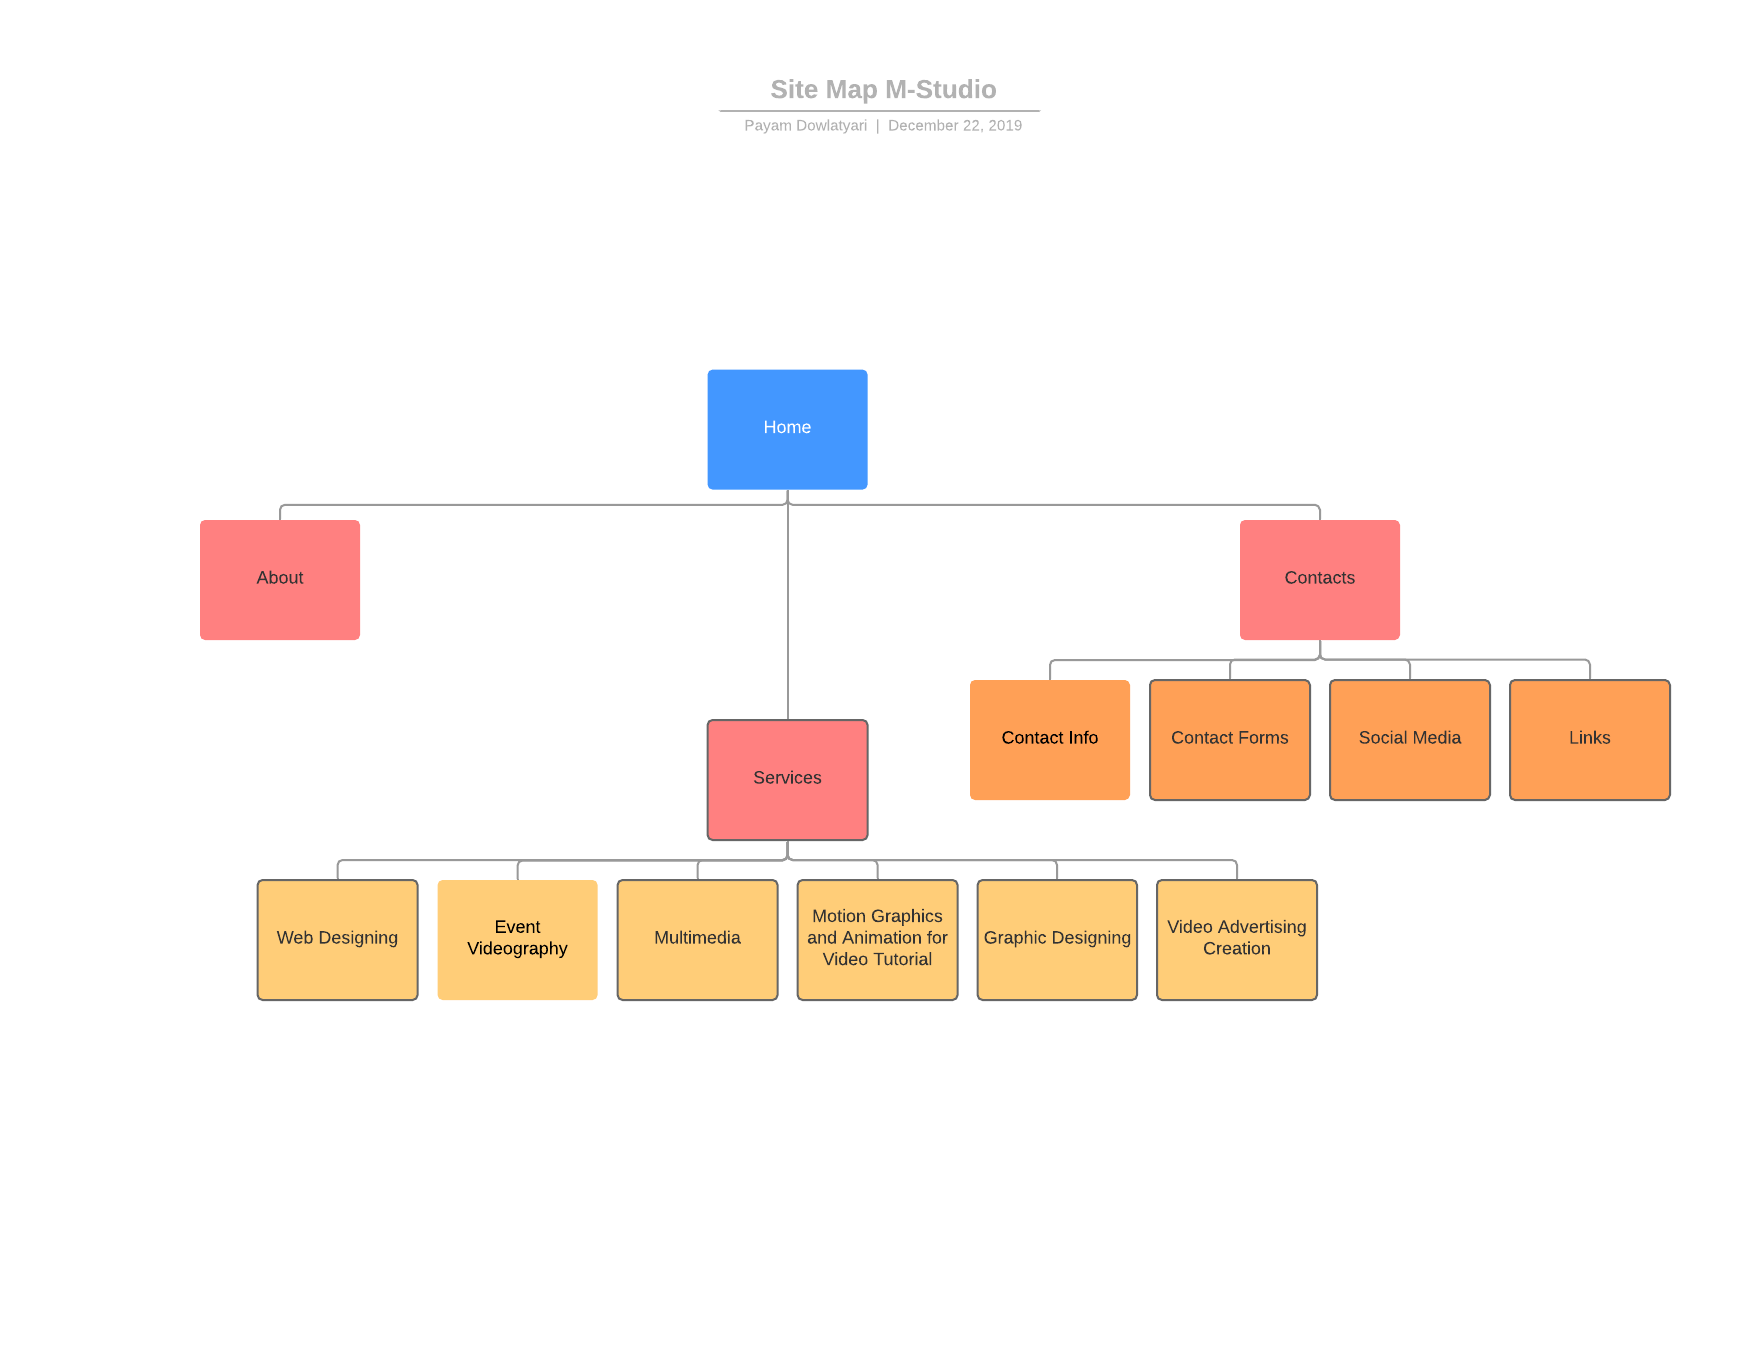 Site Map M-Studio
Payam Dowlatyari | December 22, 2019
Home
About
Contacts
Contact Info
Contact Forms
Social Media
Links
Services
Web Designing
Event
Videography
Multimedia
Motion Graphics
and Animation for
Video Tutorial
Graphic Designing
Video Advertising
Creation